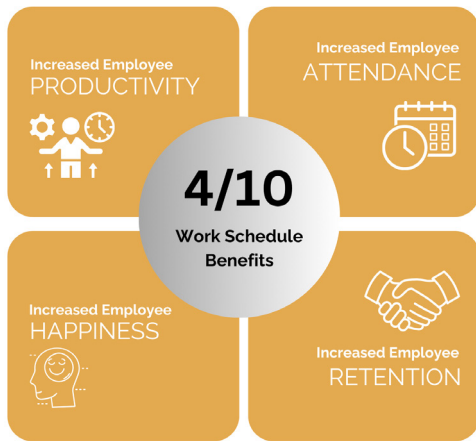 Increased Employee
PRODUCTIVITY
Increased Employee
ATTENDANCE
4/10
Work Schedule
Benefits
Increased Employee
HAPPINESS
Increased Employee
RETENTION